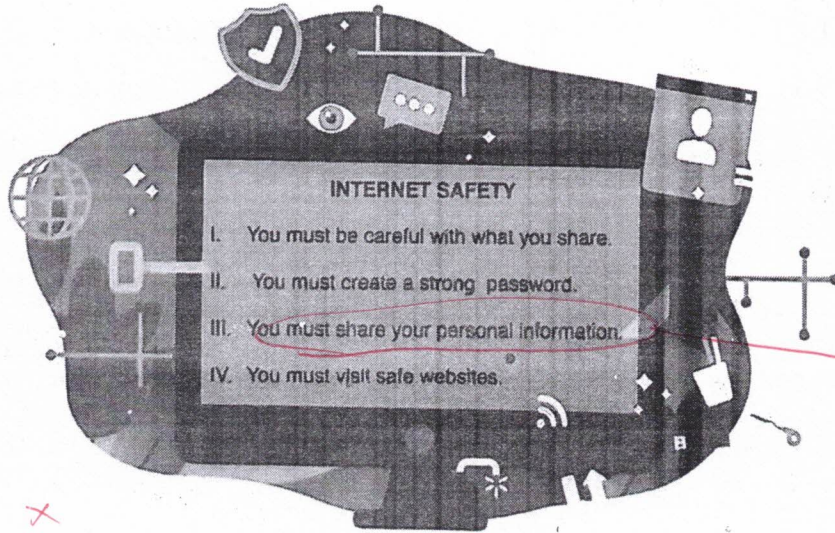 INTERNET SAFETY
I. You must be careful with what you share.
II. You must create a strong password.
III. You must share your personal information.
IV. You must visit safe websites.